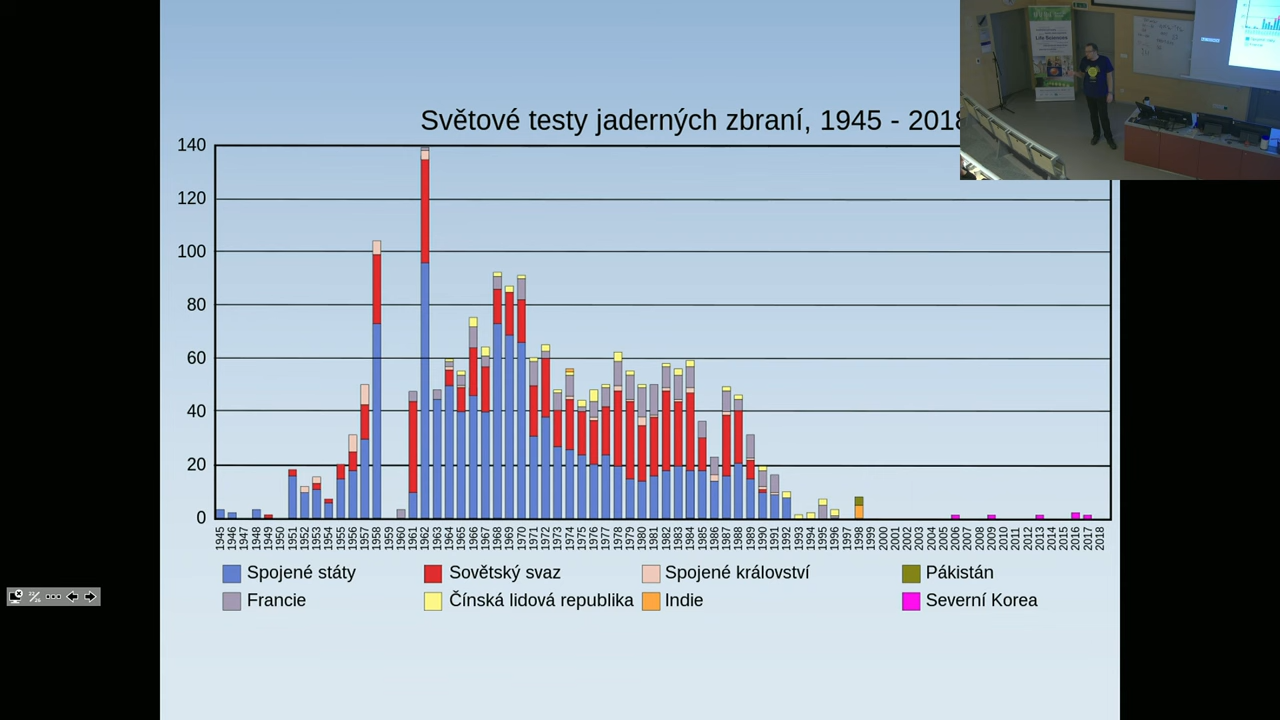 Světové testy jaderných zbraní, 1945 - 2018
140
120
100
80
60
40
20
0
1945 1946 1947 1948 1949 1950 1951 1952 1953 1954 1955 1956 1957 1958 1959 1960 1961 1962 1963 1964 1965 1966 1967 1968 1969 1970 1971 1972 1973 1974 1975 1976 1977 1978 1979 1980 1981 1982 1983 1984 1985 1986 1987 1988 1989 1990 1991 1992 1993 1994 1995 1996 1997 1998 1999 2000 2001 2002 2003 2004 2005 2006 2007 2008 2009 2010 2011 2012 2013 2014 2015 2016 2017 2018
Spojené státy Sovětský svaz Spojené království Pákistán
Francie Čínská lidová republika Indie Severní Korea